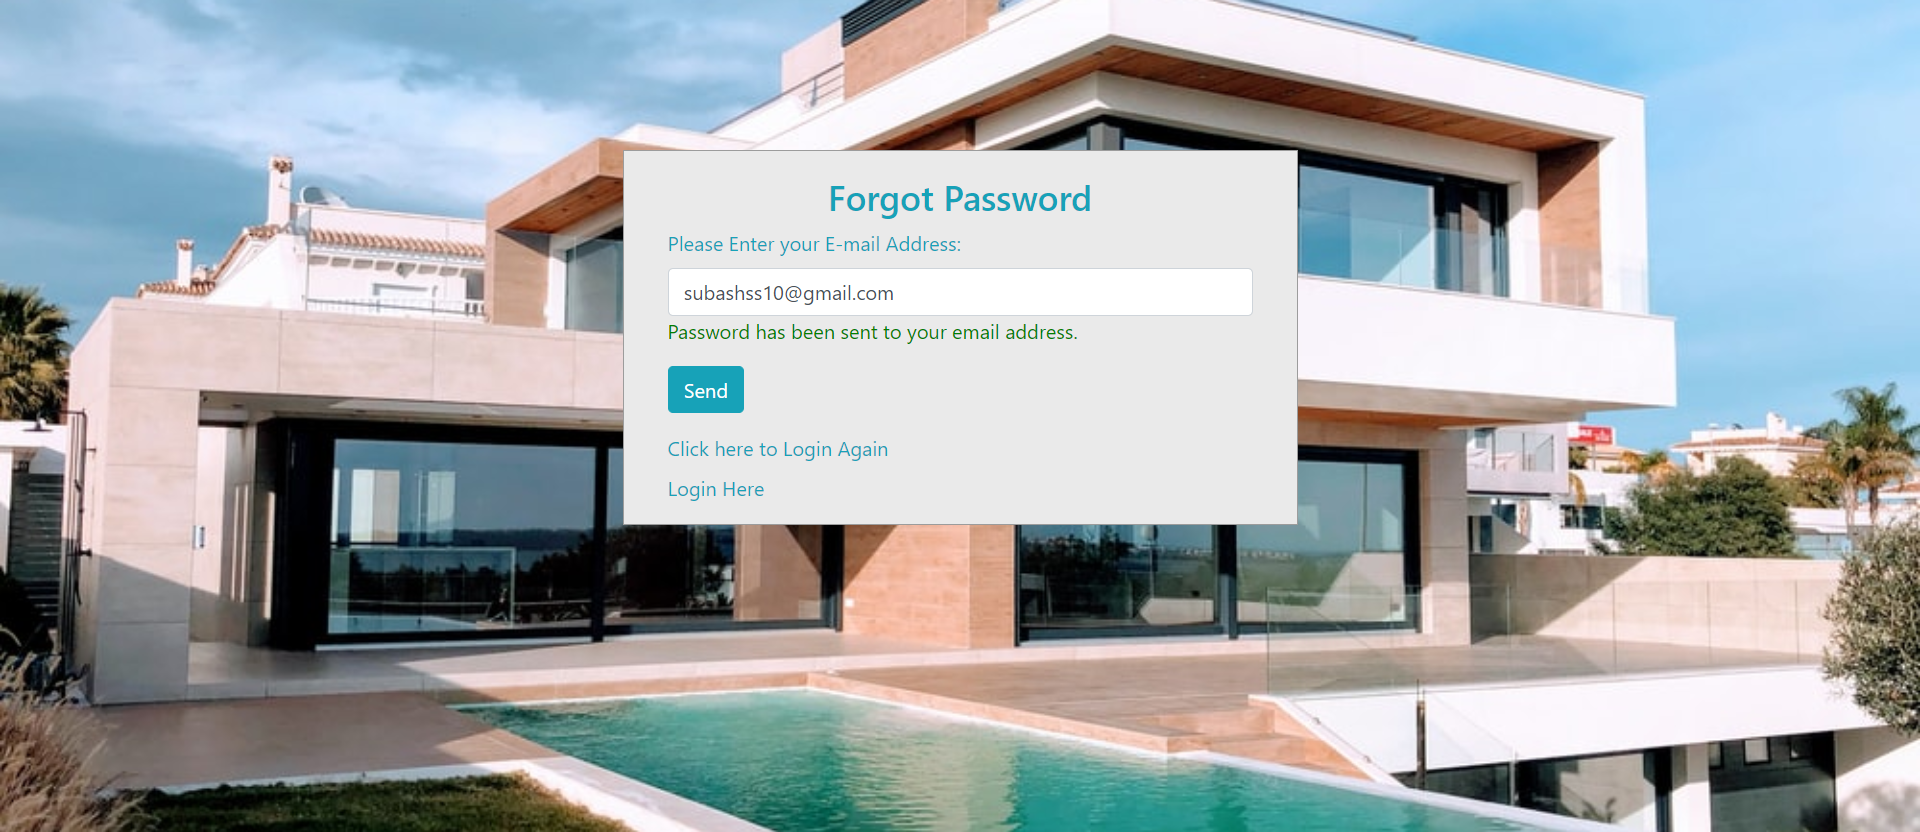 Forgot Password
Please Enter your E-mail Address:
subashss10@gmail.com
Password has been sent to your email address.
Send
Click here to Login Again
Login Here